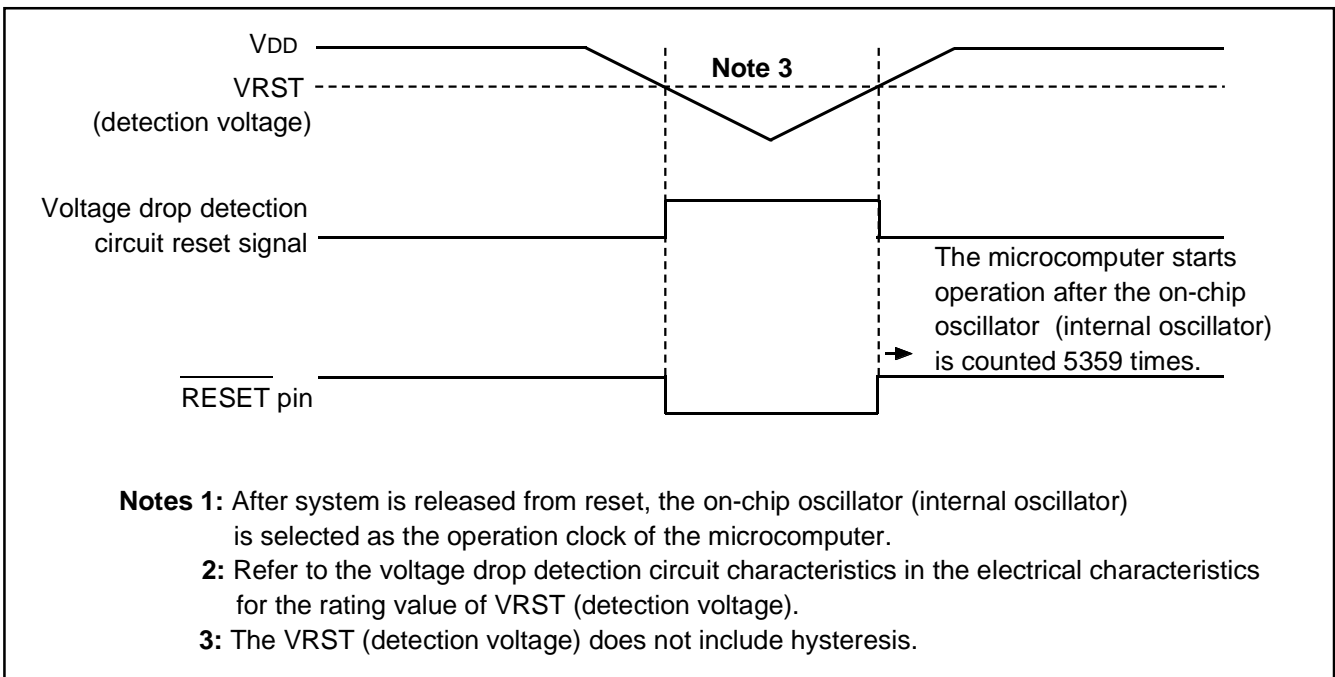 VDD
VRST
(detection voltage)
Note 3
Voltage drop detection
circuit reset signal
The microcomputer starts
operation after the on-chip
oscillator (internal oscillator)
is counted 5359 times.
RESET pin
Notes 1: After system is released from reset, the on-chip oscillator (internal oscillator)
is selected as the operation clock of the microcomputer.
2: Refer to the voltage drop detection circuit characteristics in the electrical characteristics
for the rating value of VRST (detection voltage).
3: The VRST (detection voltage) does not include hysteresis.